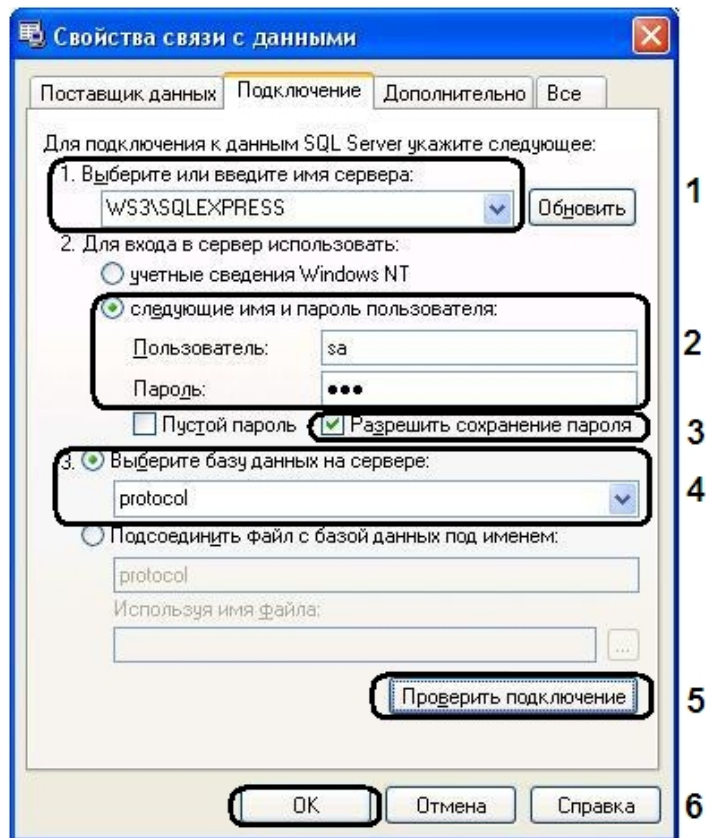 Свойства связи с данными
Поставщик данных Подключение Дополнительно Все
Для подключения к данным SQL Server укажите следующее:
1. Выберите или введите имя сервера:
1
WS3\SQLEXPRESS Обновить
2. Для входа в сервер использовать:
учетные сведения Windows NT
следующие имя и пароль пользователя:
Пользователь: sa
2
Пароль: •••
Пустой пароль Разрешить сохранение пароля
3
3. Выберите базу данных на сервере:
protocol
4
Подсоединить файл с базой данных под именем:
protocol
Используя имя файла:
...
Проверить подключение
5
OK Отмена Справка
6